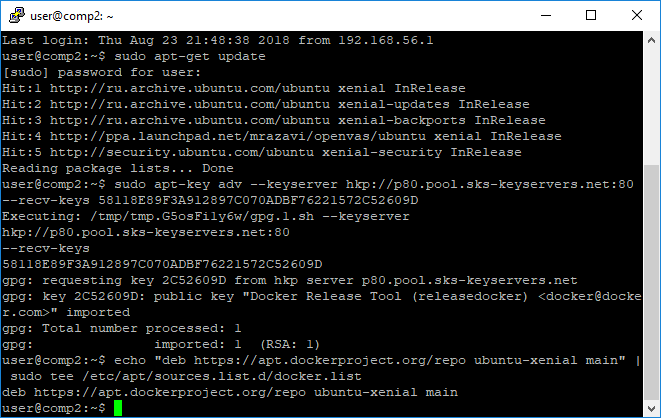 user@comp2: ~
Last login: Thu Aug 23 21:48:38 2018 from 192.168.56.1
user@comp2:~$ sudo apt-get update
[sudo] password for user:
Hit:1 http://ru.archive.ubuntu.com/ubuntu xenial InRelease
Hit:2 http://ru.archive.ubuntu.com/ubuntu xenial-updates InRelease
Hit:3 http://ru.archive.ubuntu.com/ubuntu xenial-backports InRelease
Hit:4 http://ppa.launchpad.net/mrazavi/openvas/ubuntu xenial InRelease
Hit:5 http://security.ubuntu.com/ubuntu xenial-security InRelease
Reading package lists... Done
user@comp2:~$ sudo apt-key adv --keyserver hkp://p80.pool.sks-keyservers.net:80
--recv-keys 58118E89F3A912897C070ADBF76221572C52609D
Executing: /tmp/tmp.G5osFily6w/gpg.1.sh --keyserver
hkp://p80.pool.sks-keyservers.net:80
--recv-keys
58118E89F3A912897C070ADBF76221572C52609D
gpg: requesting key 2C52609D from hkp server p80.pool.sks-keyservers.net
gpg: key 2C52609D: public key "Docker Release Tool (releasedocker) <docker@docke
r.com>" imported
gpg: Total number processed: 1
gpg:               imported: 1  (RSA: 1)
user@comp2:~$ echo "deb https://apt.dockerproject.org/repo ubuntu-xenial main" |
 sudo tee /etc/apt/sources.list.d/docker.list
deb https://apt.dockerproject.org/repo ubuntu-xenial main
user@comp2:~$